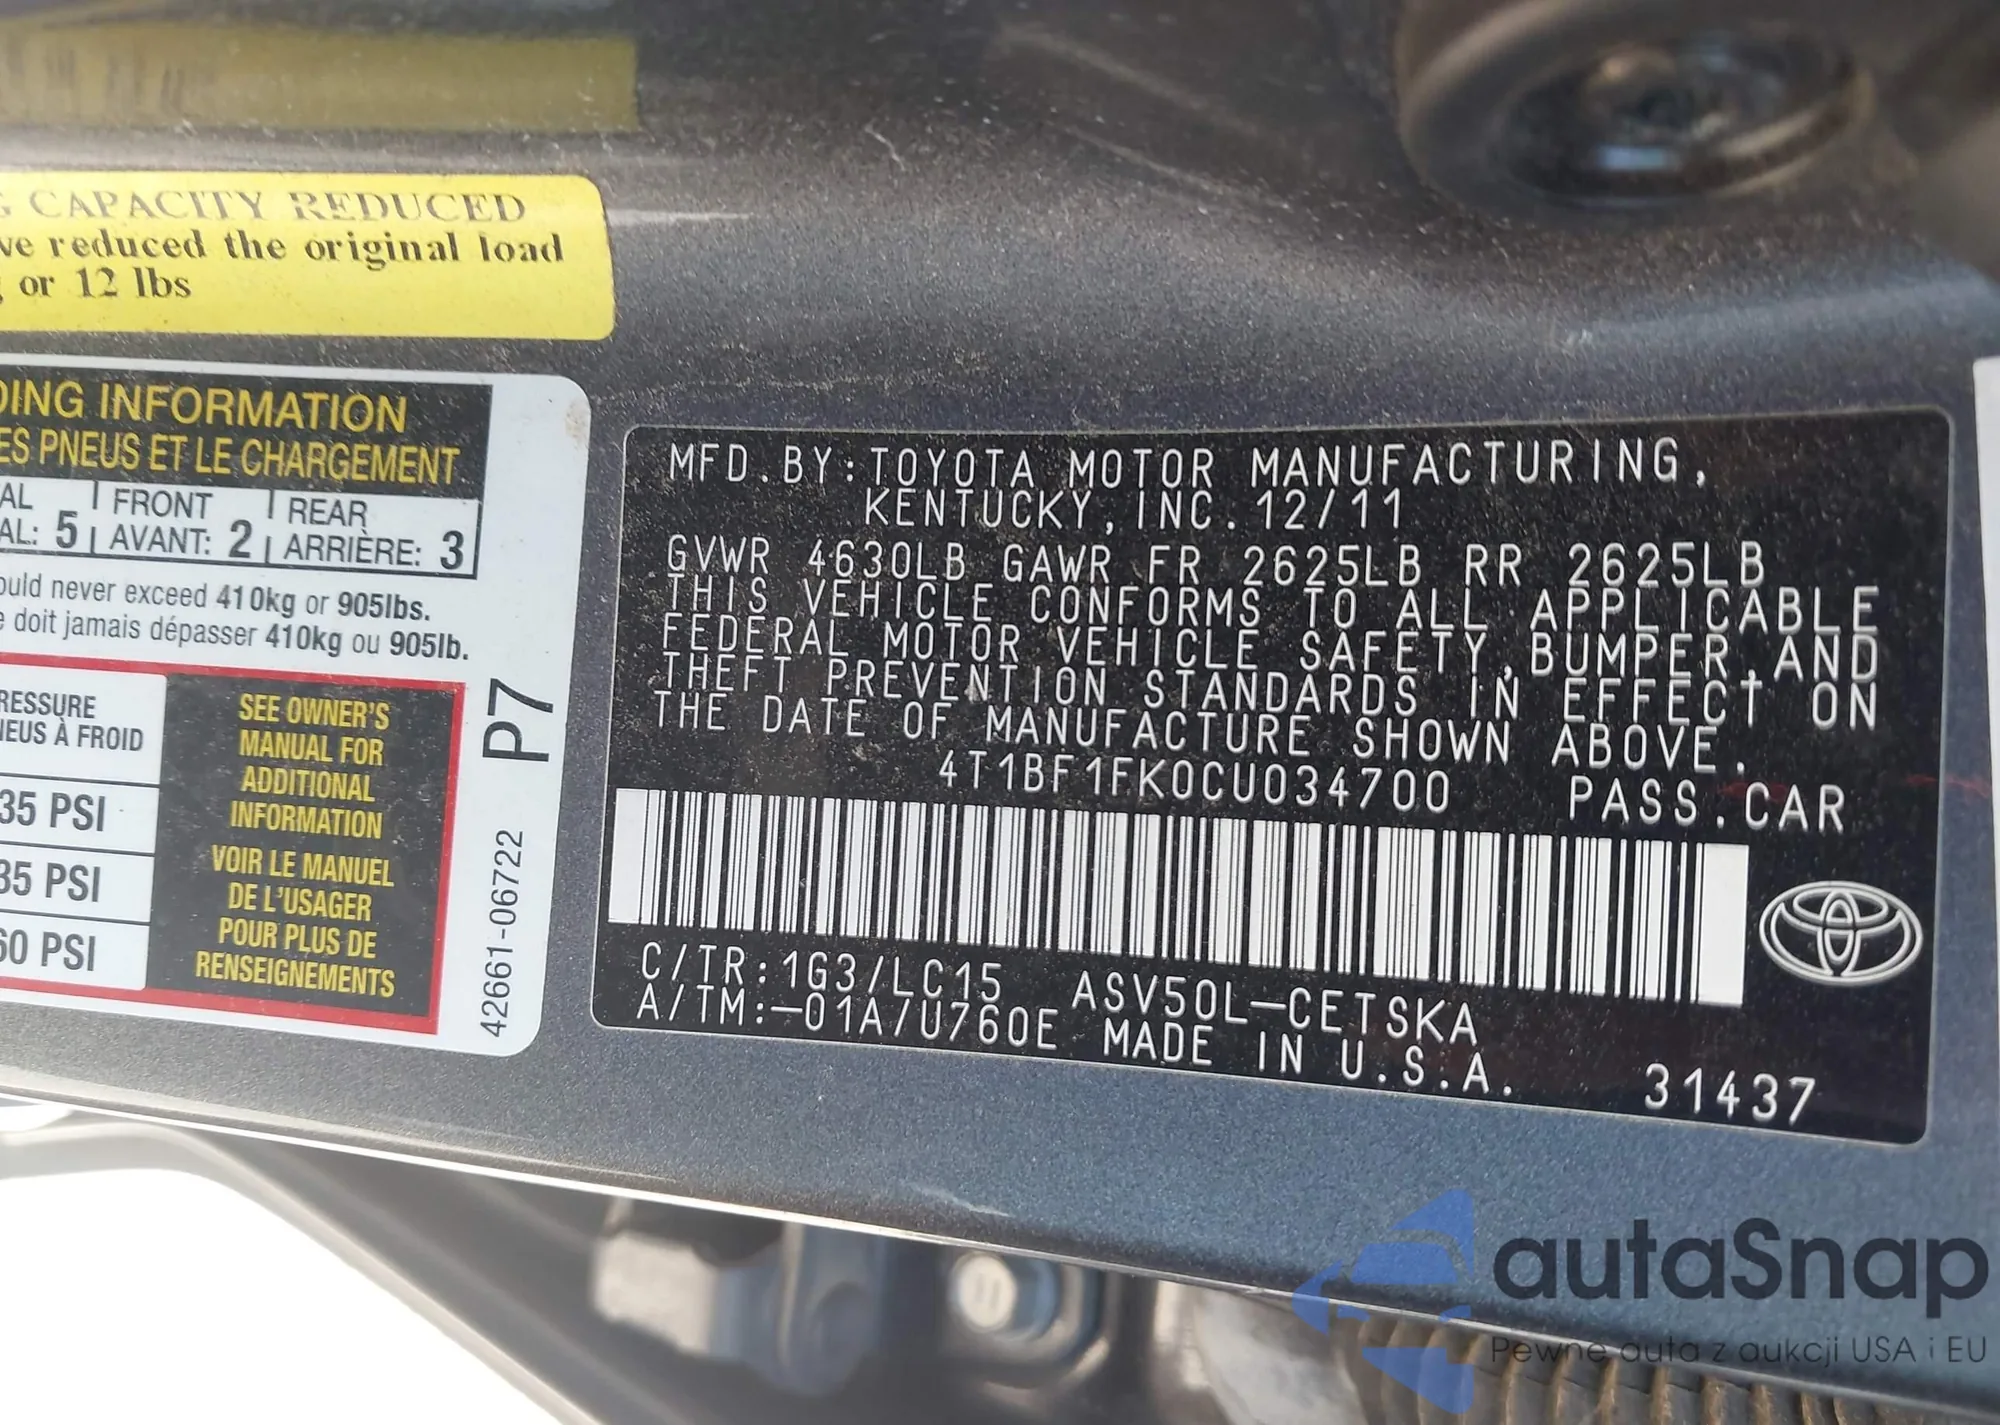 CAPACITY REDUCED
ve reduced the original load
or 12 lbs
DING INFORMATION
ES PNEUS ET LE CHARGEMENT
AL | FRONT | REAR
AL: 5 | AVANT: 2 | ARRIÈRE: 3
ould never exceed 410kg or 905lbs.
e doit jamais dépasser 410kg ou 905lb.
RESSURE
NEUS À FROID
35 PSI
35 PSI
60 PSI
SEE OWNER'S
MANUAL FOR
ADDITIONAL
INFORMATION
VOIR LE MANUEL
DE L'USAGER
POUR PLUS DE
RENSEIGNEMENTS
P7
42661-06722
MFD.BY:TOYOTA MOTOR MANUFACTURING,
KENTUCKY,INC.12/11
GVWR 4630LB GAWR FR 2625LB RR 2625LB
THIS VEHICLE CONFORMS TO ALL APPLICABLE
FEDERAL MOTOR VEHICLE SAFETY,BUMPER,AND
THEFT PREVENTION STANDARDS IN EFFECT ON
THE DATE OF MANUFACTURE SHOWN ABOVE.
4T1BF1FK0CU034700 PASS.CAR
C/TR:1G3/LC15 ASV50L-CETSKA
A/TM:-01A/U760E MADE IN U.S.A.
31437
autaSnap
Pewne auta z aukcji USA i EU